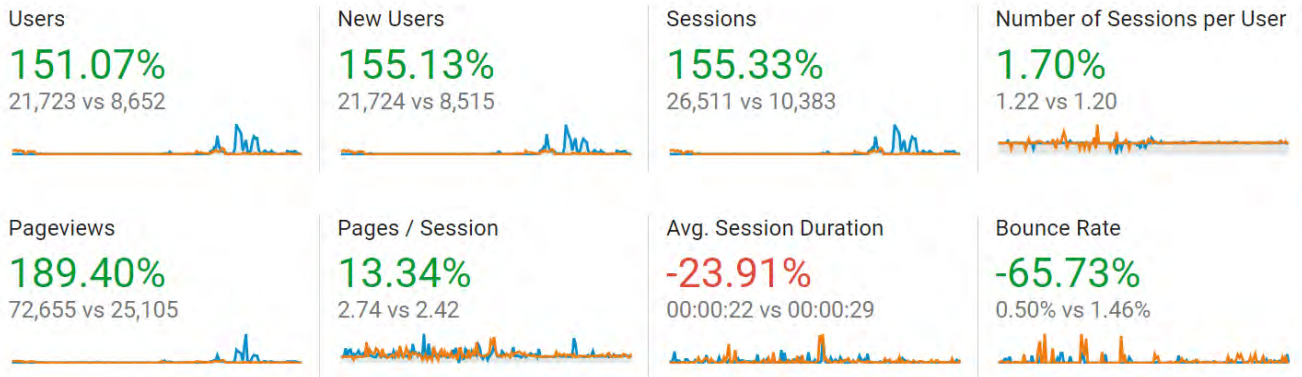 Users
151.07%
21,723 vs 8,652
New Users
155.13%
21,724 vs 8,515
Sessions
155.33%
26,511 vs 10,383
Number of Sessions per User
1.70%
1.22 vs 1.20
Pageviews
189.40%
72,655 vs 25,105
Pages / Session
13.34%
2.74 vs 2.42
Avg. Session Duration
-23.91%
00:00:22 vs 00:00:29
Bounce Rate
-65.73%
0.50% vs 1.46%